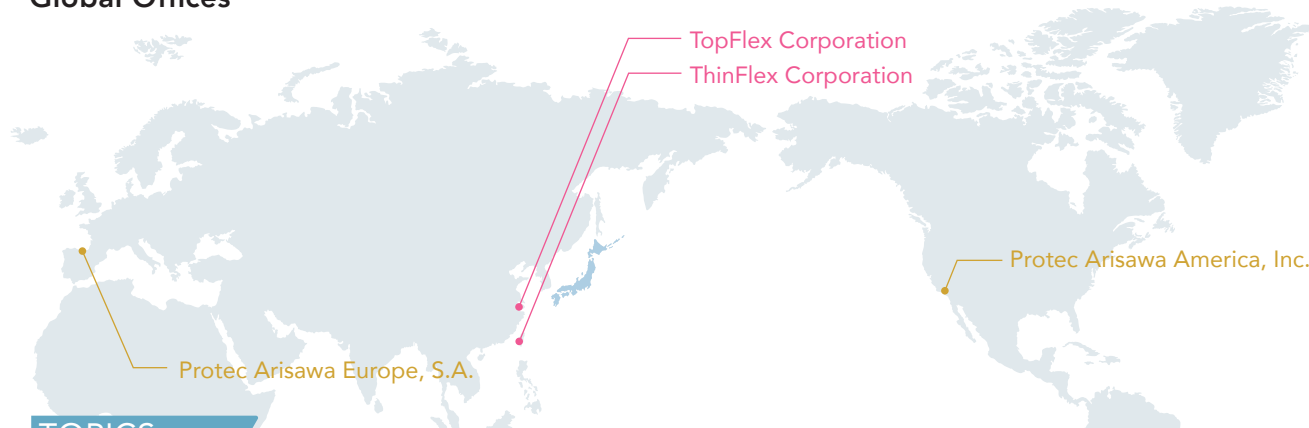 Global Offices
TopFlex Corporation
ThinFlex Corporation
Protec Arisawa America, Inc.
Protec Arisawa Europe, S.A.
TOPICS